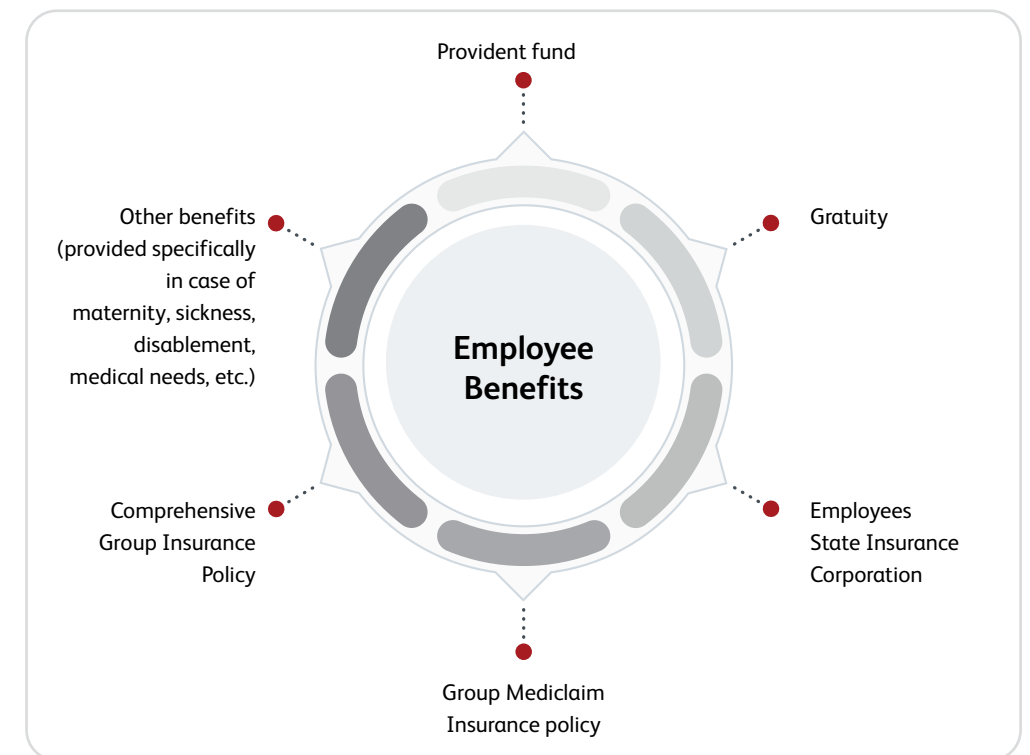 Provident fund
Gratuity
Employees
State Insurance
Corporation
Group Mediclaim
Insurance policy
Comprehensive
Group Insurance
Policy
Other benefits
(provided specifically
in case of
maternity, sickness,
disablement,
medical needs, etc.)
Employee
Benefits